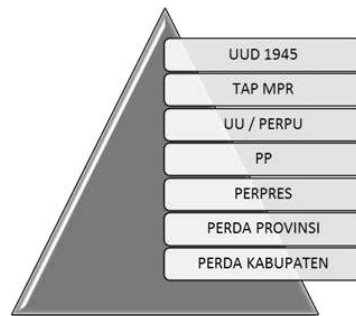 UUD 1945
TAP MPR
UU / PERPU
PP
PERPRES
PERDA PROVINSI
PERDA KABUPATEN